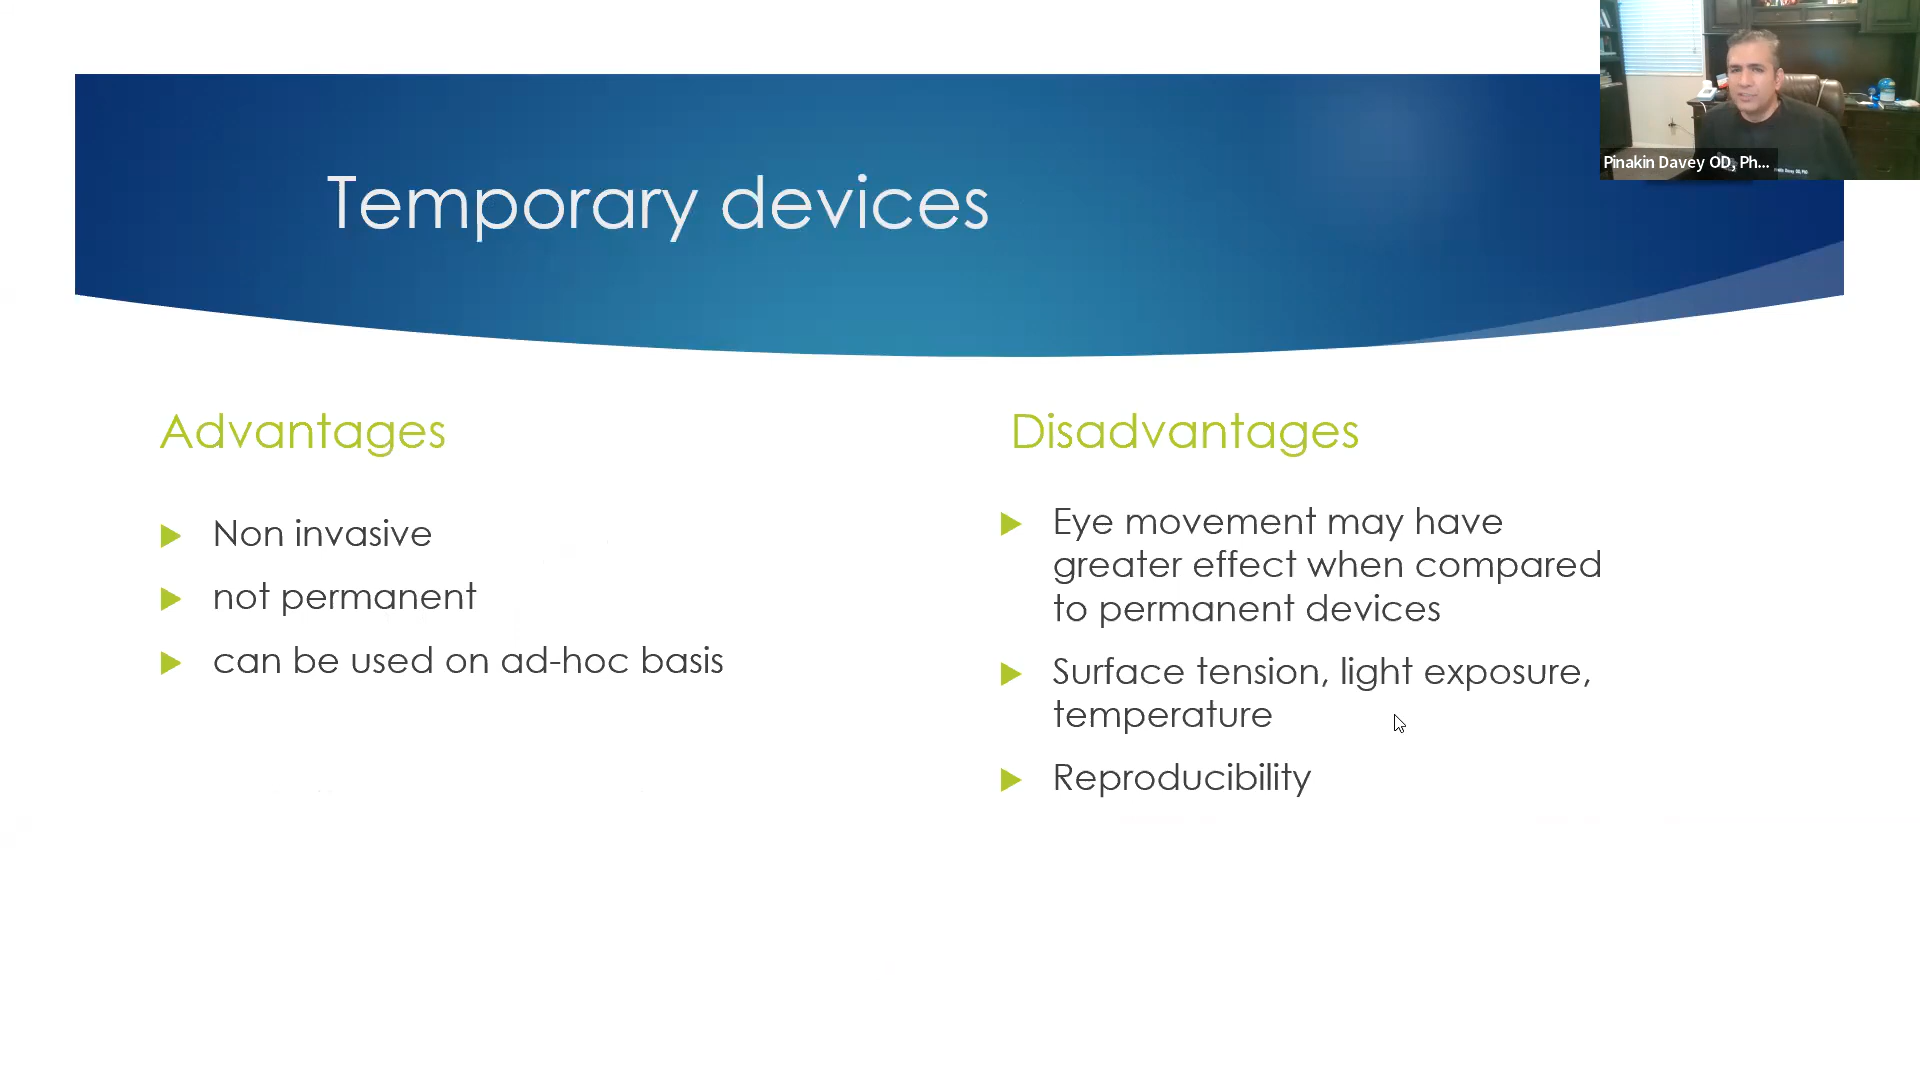 Pinakin Davey OD, Ph...
Temporary devices
Advantages
Non invasive
not permanent
can be used on ad-hoc basis
Disadvantages
Eye movement may have
greater effect when compared
to permanent devices
Surface tension, light exposure,
temperature
Reproducibility